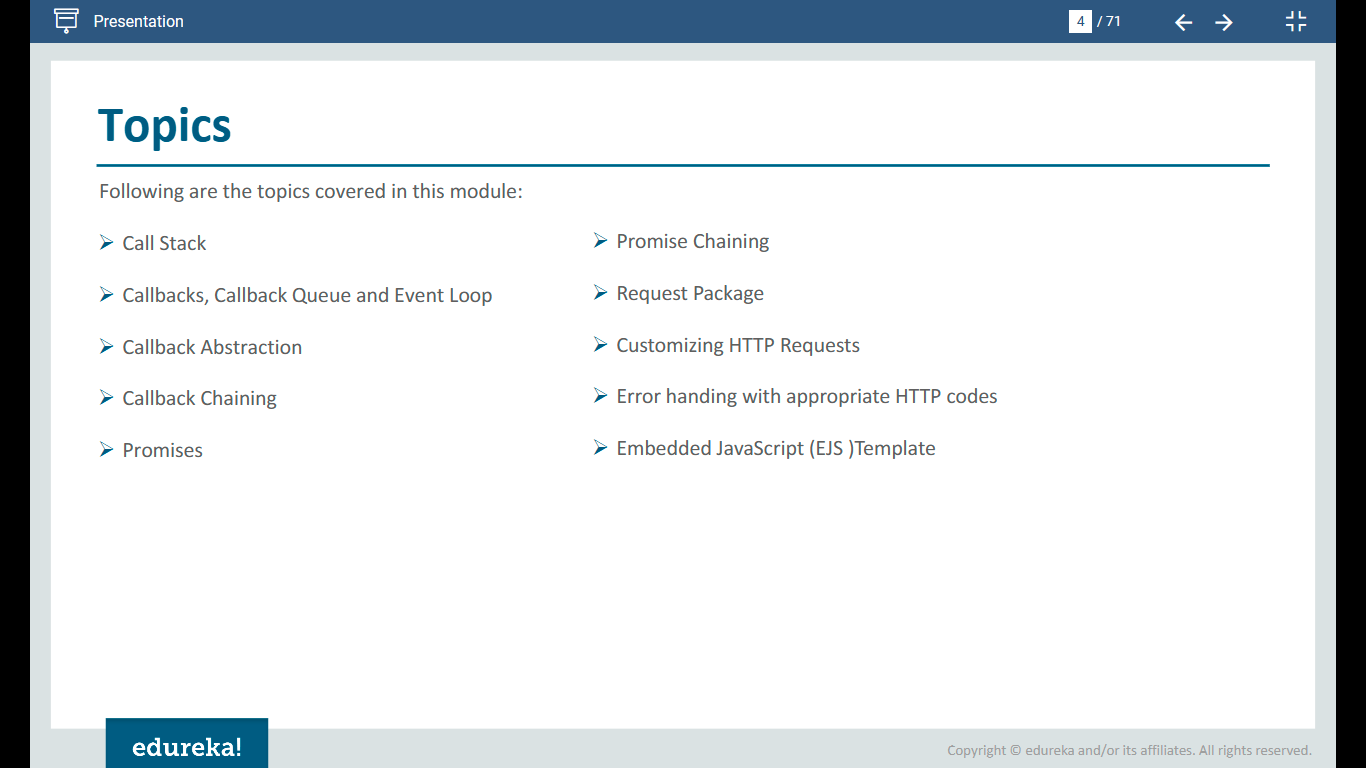 Presentation
4 / 71
Topics
Following are the topics covered in this module:
Call Stack
Callbacks, Callback Queue and Event Loop
Callback Abstraction
Callback Chaining
Promises
Promise Chaining
Request Package
Customizing HTTP Requests
Error handing with appropriate HTTP codes
Embedded JavaScript (EJS )Template
edureka!
Copyright © edureka and/or its affiliates. All rights reserved.